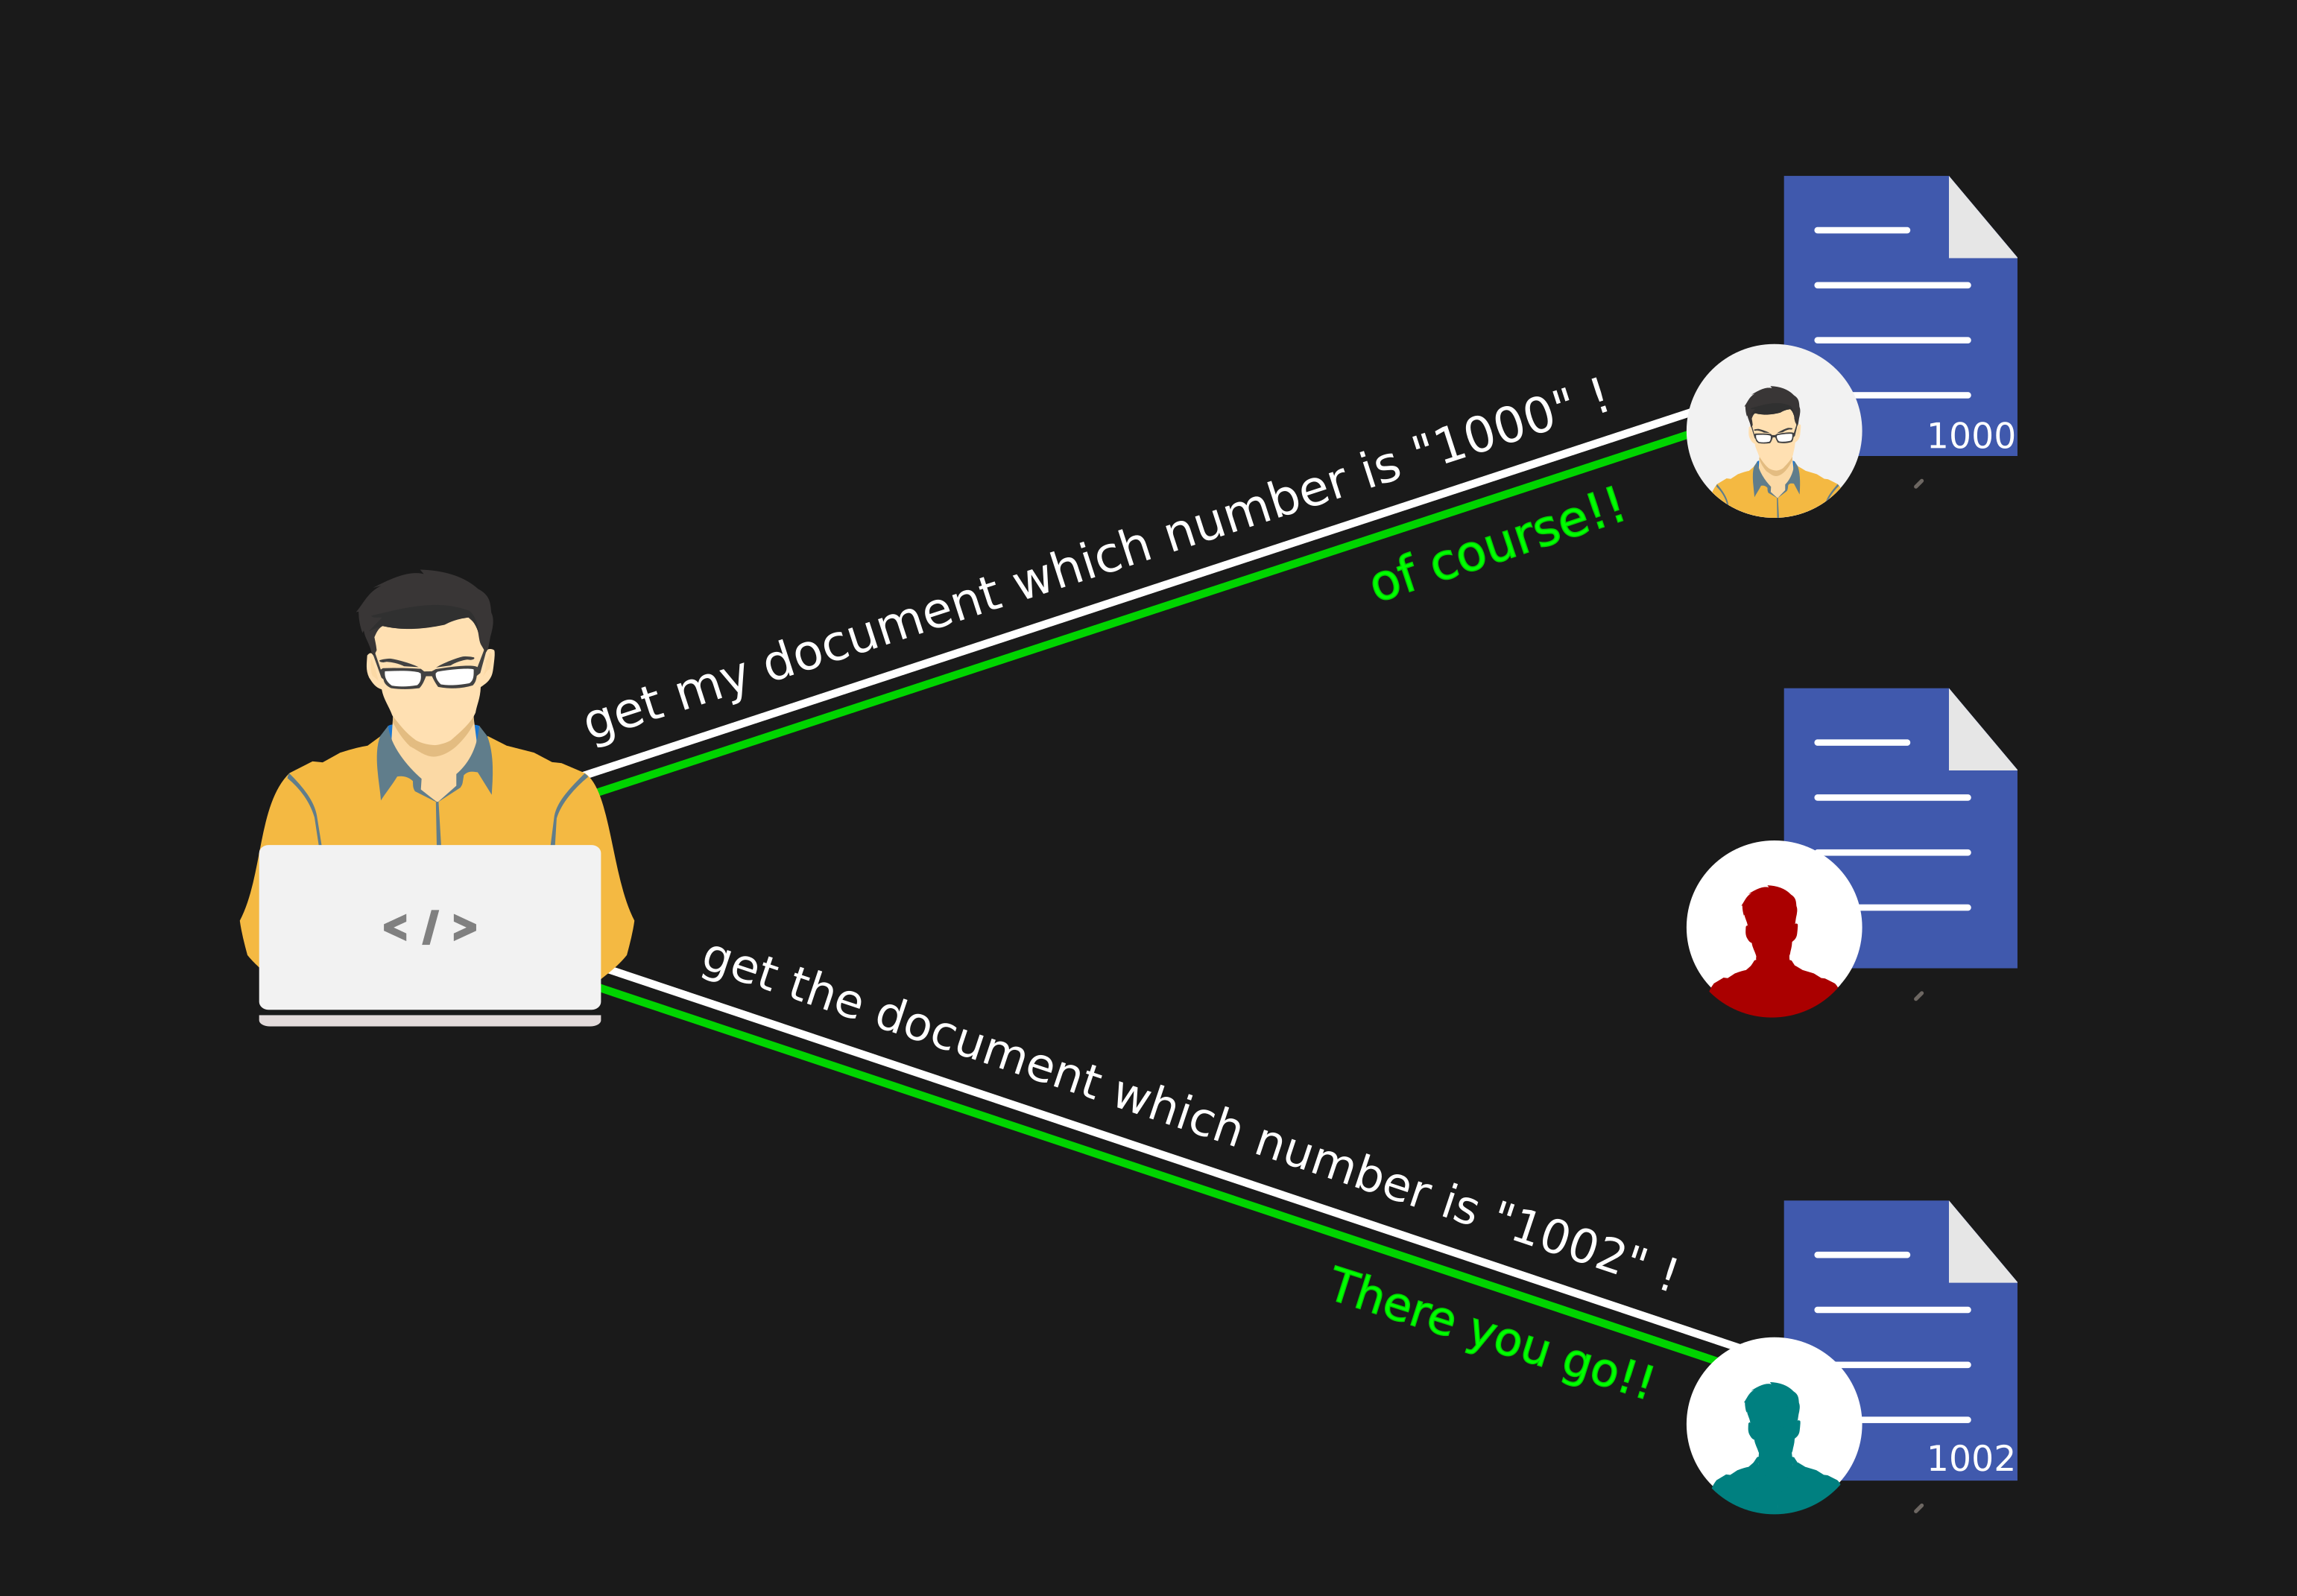 get my document which number is "1000" !
of course!!
1000
</>
get the document which number is "1002" !
There you go!!
1002